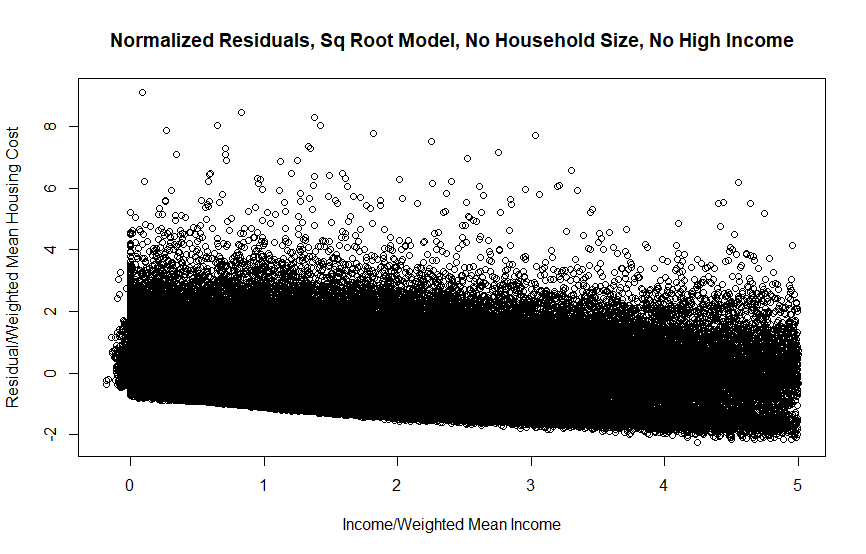 Normalized Residuals, Sq Root Model, No Household Size, No High Income
Residual/Weighted Mean Housing Cost
8
6
4
2
0
-2
0 1 2 3 4 5
Income/Weighted Mean Income